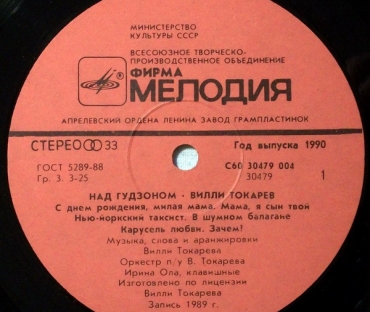 МИНИСТЕРСТВО
КУЛЬТУРЫ СССР
ВСЕСОЮЗНОЕ ТВОРЧЕСКО-
ПРОИЗВОДСТВЕННОЕ ОБЪЕДИНЕНИЕ
ФИРМА
МЕЛОДИЯ
АПРЕЛЕВСКИЙ ОРДЕНА ЛЕНИНА ЗАВОД ГРАМПЛАСТИНОК
СТЕРЕО 33 Год выпуска 1990
ГОСТ 5289-88 С60 30479 004
Гр. 3. 3-25 30479 1
НАД ГУДЗОНОМ · ВИЛЛИ ТОКАРЕВ
С днем рождения, милая мама. Мама, я сын твой
Нью-йоркский таксист. В шумном балагане
Карусель любви. Зачем?
Музыка, слова и аранжировки
Вилли Токарева
Оркестр п/у В. Токарева
Ирина Ола, клавишные
Изготовлено по лицензии
Вилли Токарева
Запись 1989 г.